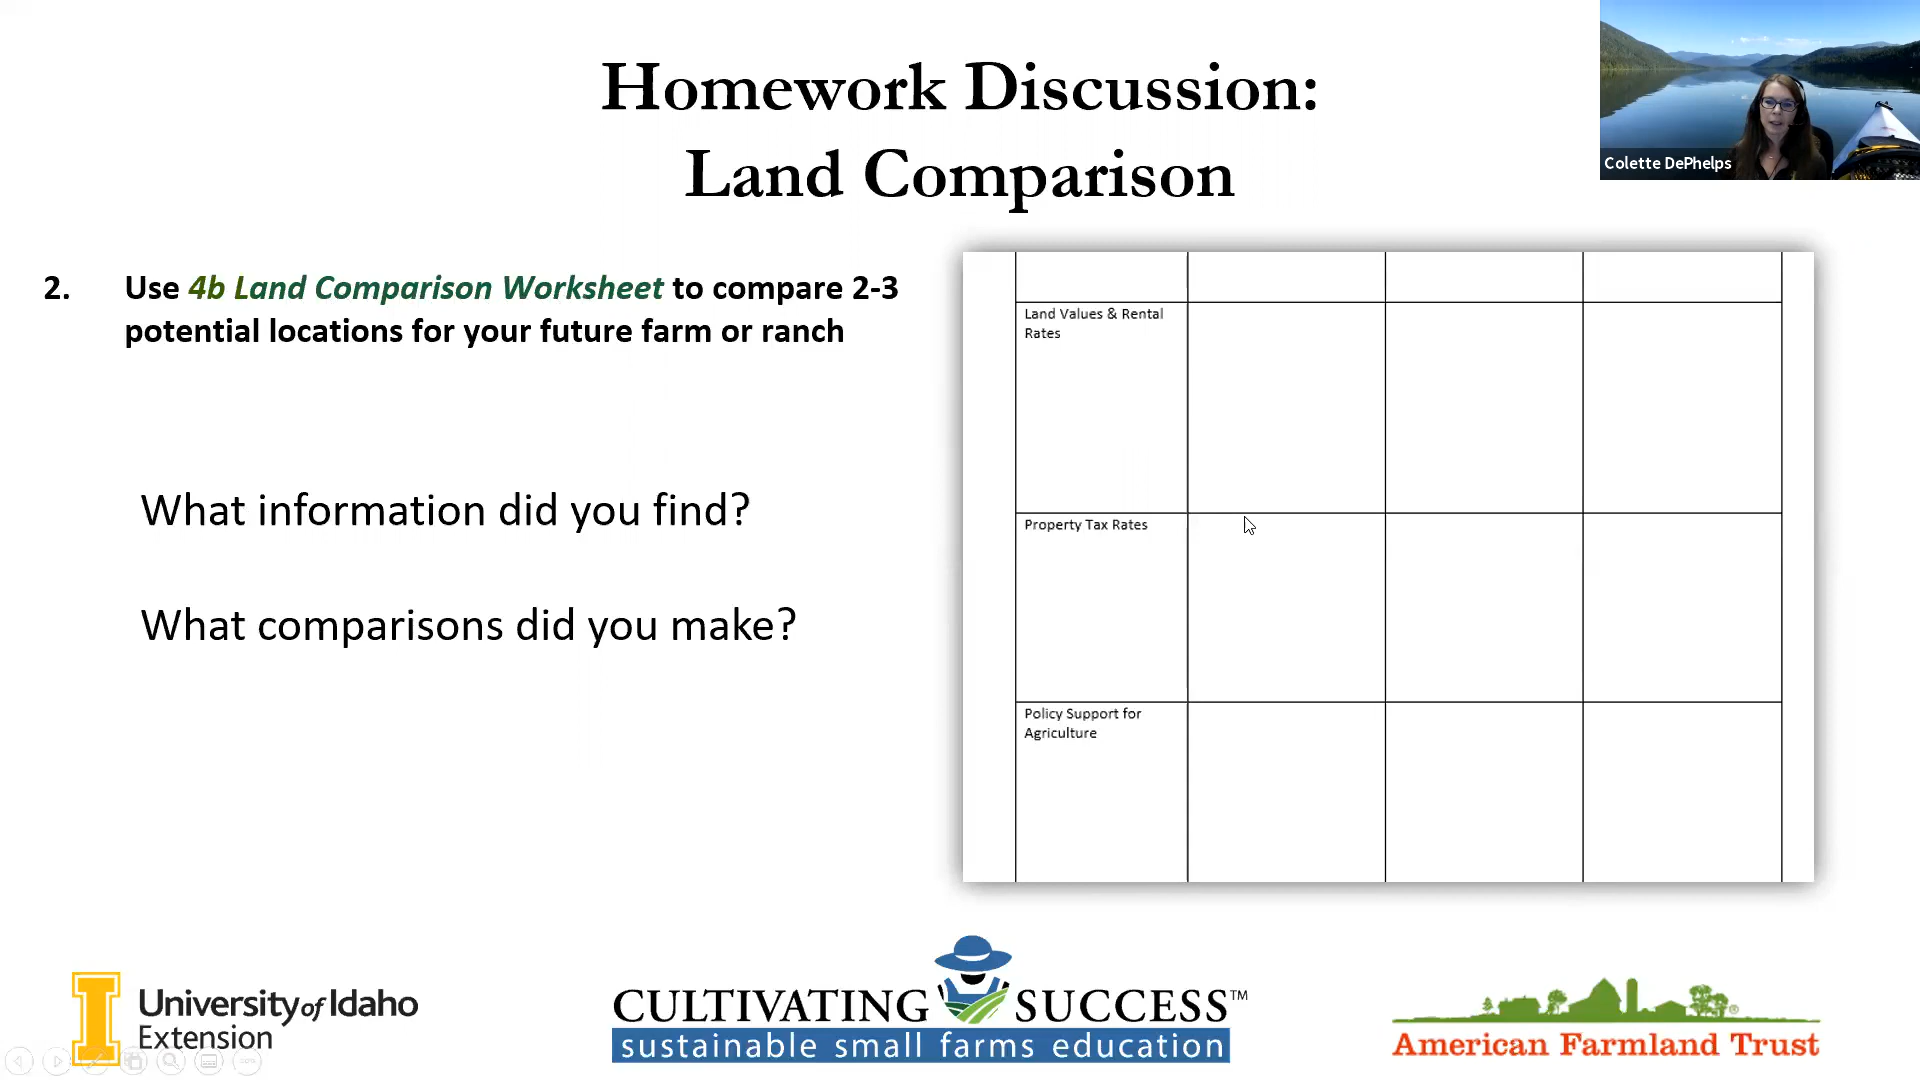 Homework Discussion:
Land Comparison
Colette DePhelps
2. Use 4b Land Comparison Worksheet to compare 2-3
potential locations for your future farm or ranch
What information did you find?
What comparisons did you make?
Land Values & Rental
Rates
Property Tax Rates
Policy Support for
Agriculture
University of Idaho
Extension
CULTIVATING SUCCESS™
sustainable small farms education
American Farmland Trust